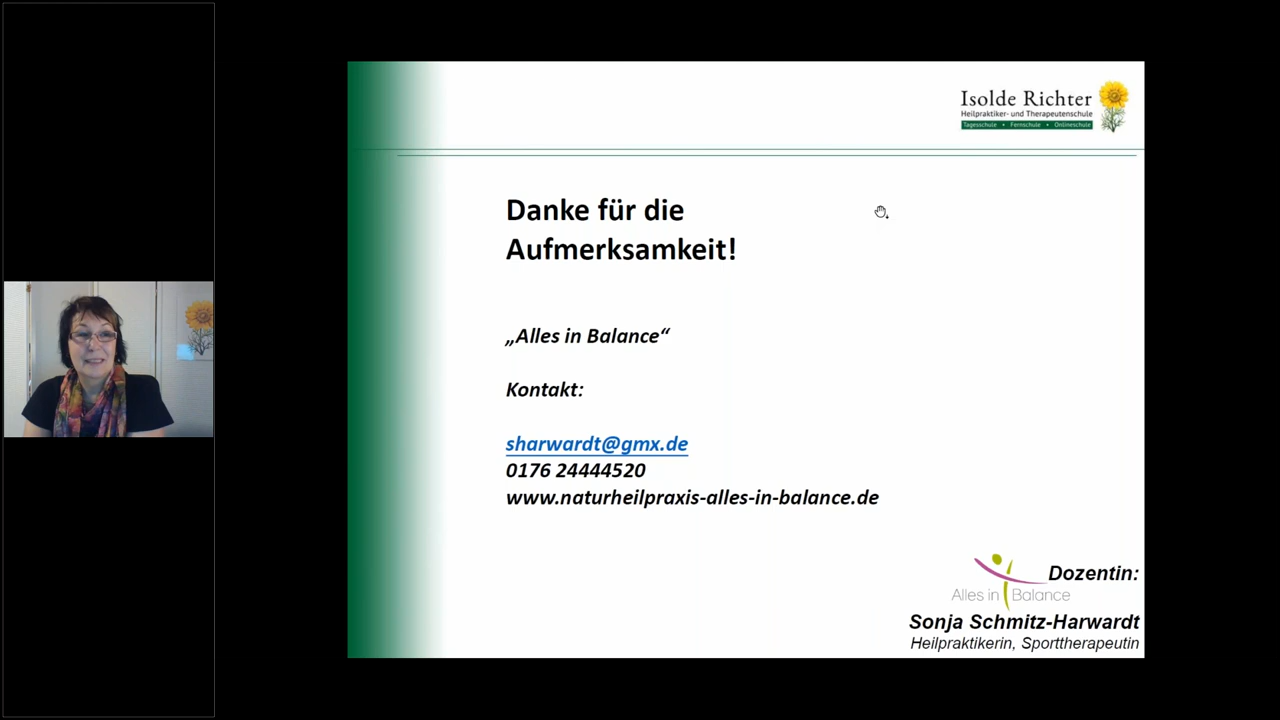 Isolde Richter
Heilpraktiker- und Therapeutenschule
Tagesschule • Fernschule • Onlineschule
Danke für die
Aufmerksamkeit!
„Alles in Balance“
Kontakt:
sharwardt@gmx.de
0176 24444520
www.naturheilpraxis-alles-in-balance.de
Dozentin:
Alles in Balance
Sonja Schmitz-Harwardt
Heilpraktikerin, Sporttherapeutin